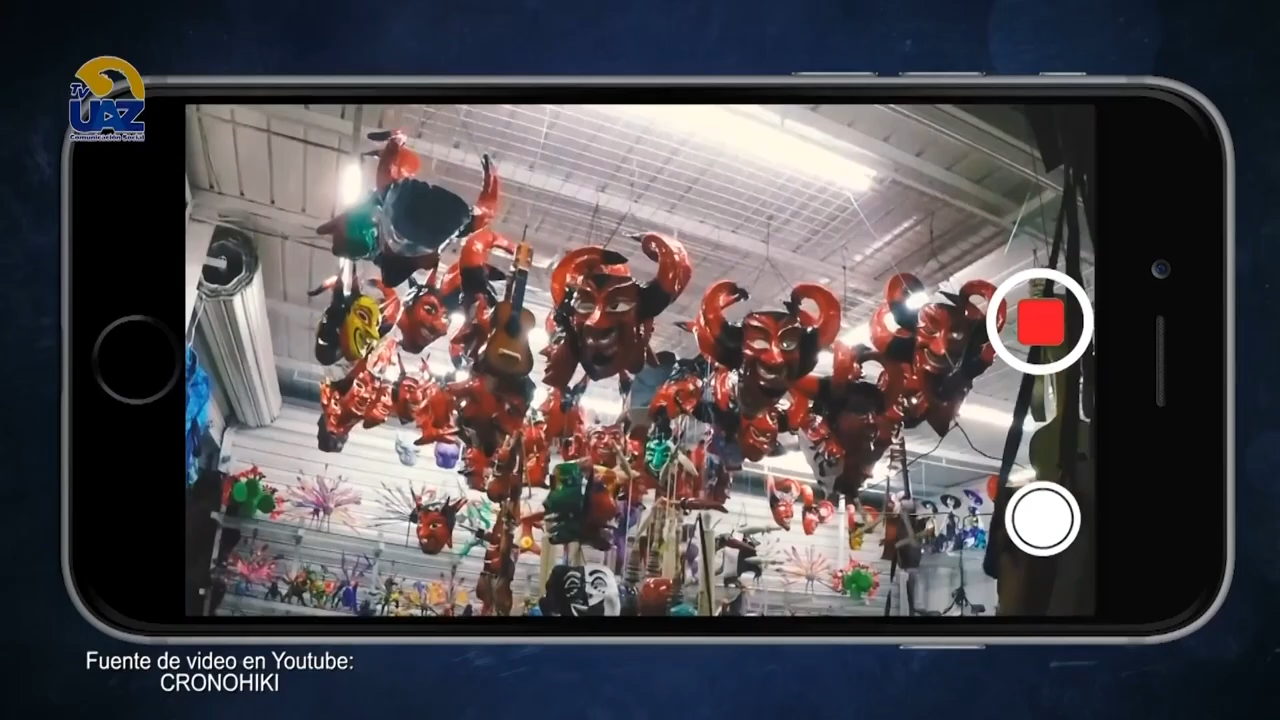 TV
UAZ
Comunicación Social
Fuente de video en Youtube:
CRONOHIKI